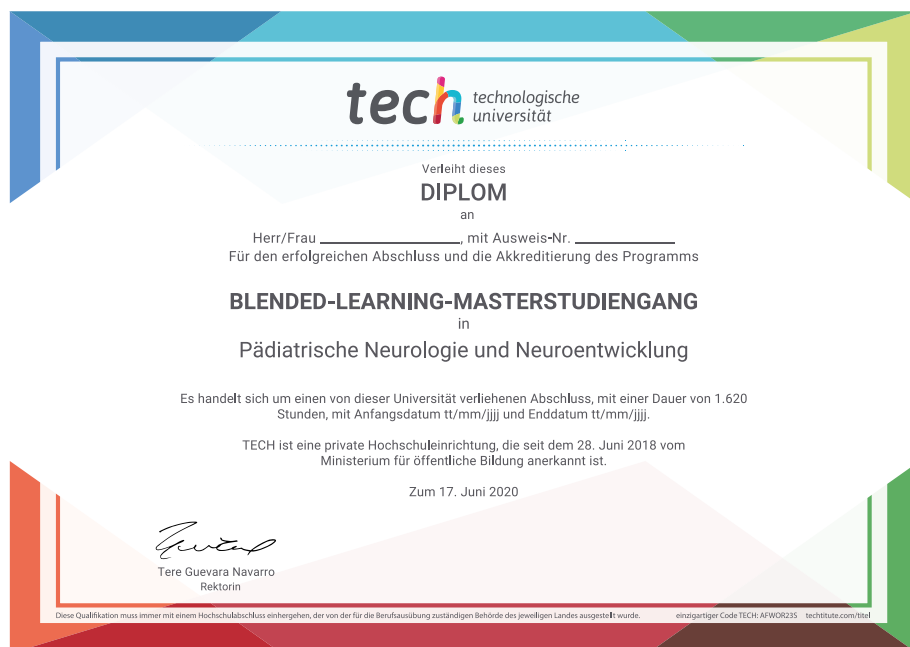 tech technologische
universität
Verleiht dieses
DIPLOM
an
Herr/Frau ____________________, mit Ausweis-Nr. ______________
Für den erfolgreichen Abschluss und die Akkreditierung des Programms
BLENDED-LEARNING-MASTERSTUDIENGANG
in
Pädiatrische Neurologie und Neuroentwicklung
Es handelt sich um einen von dieser Universität verliehenen Abschluss, mit einer Dauer von 1.620
Stunden, mit Anfangsdatum tt/mm/jjjj und Enddatum tt/mm/jjjj.
TECH ist eine private Hochschuleinrichtung, die seit dem 28. Juni 2018 vom
Ministerium für öffentliche Bildung anerkannt ist.
Zum 17. Juni 2020
Tere Guevara Navarro
Rektorin
Diese Qualifikation muss immer mit einem Hochschulabschluss einhergehen, der von der für die Berufsausübung zuständigen Behörde des jeweiligen Landes ausgestellt wurde. einzigartiger Code TECH: AFWOR23S techtitute.com/titel